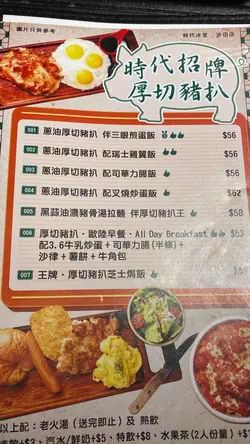 圖片只供參考
時代冰室 沙田店
時代招牌
厚切豬扒
001 蔥油厚切豬扒 伴三眼煎蛋飯 $56
002 蔥油厚切豬扒 配瑞士雞翼飯 $56
003 蔥油厚切豬扒 配司華力腸飯 $56
004 蔥油厚切豬扒 配叉燒炒蛋飯 $62
005 黑蒜油濃豬骨湯拉麵 伴厚切豬扒王 $58
006 厚切豬扒·歐陸早餐·All Day Breakfast $53
配3.6牛乳炒蛋+司華力腸(半條)+
沙律+薯餅+牛角包
007 王牌·厚切豬扒芝士焗飯
以上配:老火湯(送完即止)及 熱飲
凍飲+$3、汽水/鮮奶+$5、特飲+$8、水果茶(2人份量)